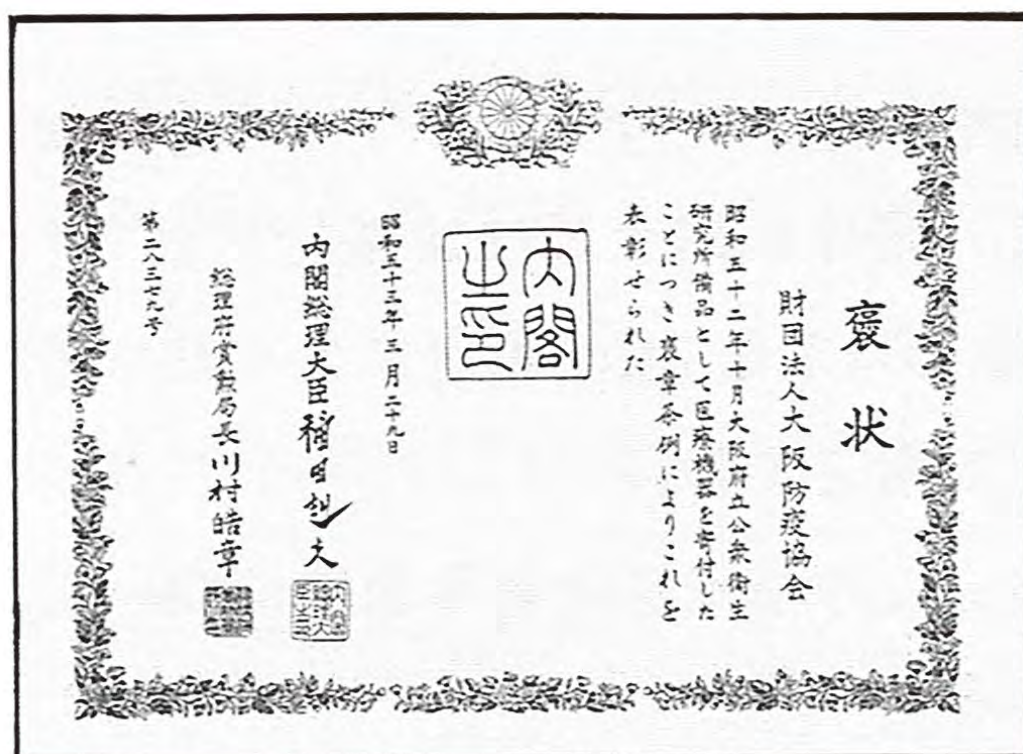 褒状
財団法人大阪防疫協会
昭和五十二年十月大阪府立公衆衛生
研究所備品として医療機器を寄付した
ことにつき褒章条例によりこれを
表彰せられた
内閣
之印
昭和五十三年三月二十九日
内閣総理大臣福田赳夫
総理府賞勲局長川村皓章
第二八三七九号